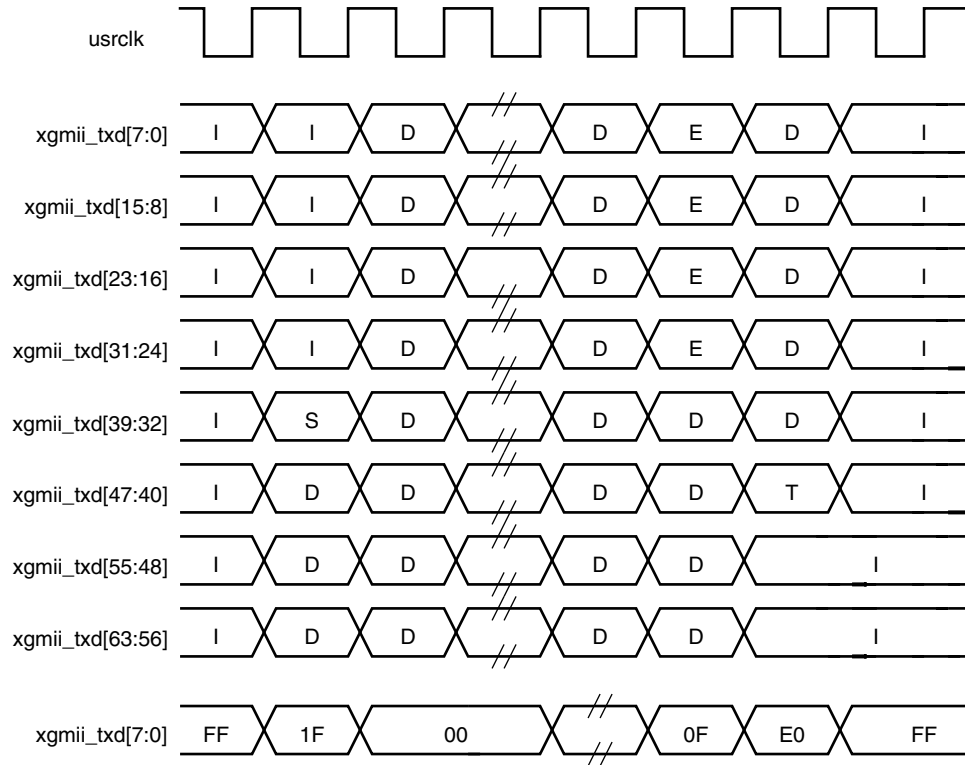 usrclk
xgmii_txd[7:0] I I D D E D I
xgmii_txd[15:8] I I D D E D I
xgmii_txd[23:16] I I D D E D I
xgmii_txd[31:24] I I D D E D I
xgmii_txd[39:32] I S D D D D I
xgmii_txd[47:40] I D D D D T I
xgmii_txd[55:48] I D D D D I
xgmii_txd[63:56] I D D D D I
xgmii_txd[7:0] FF 1F 00 0F E0 FF